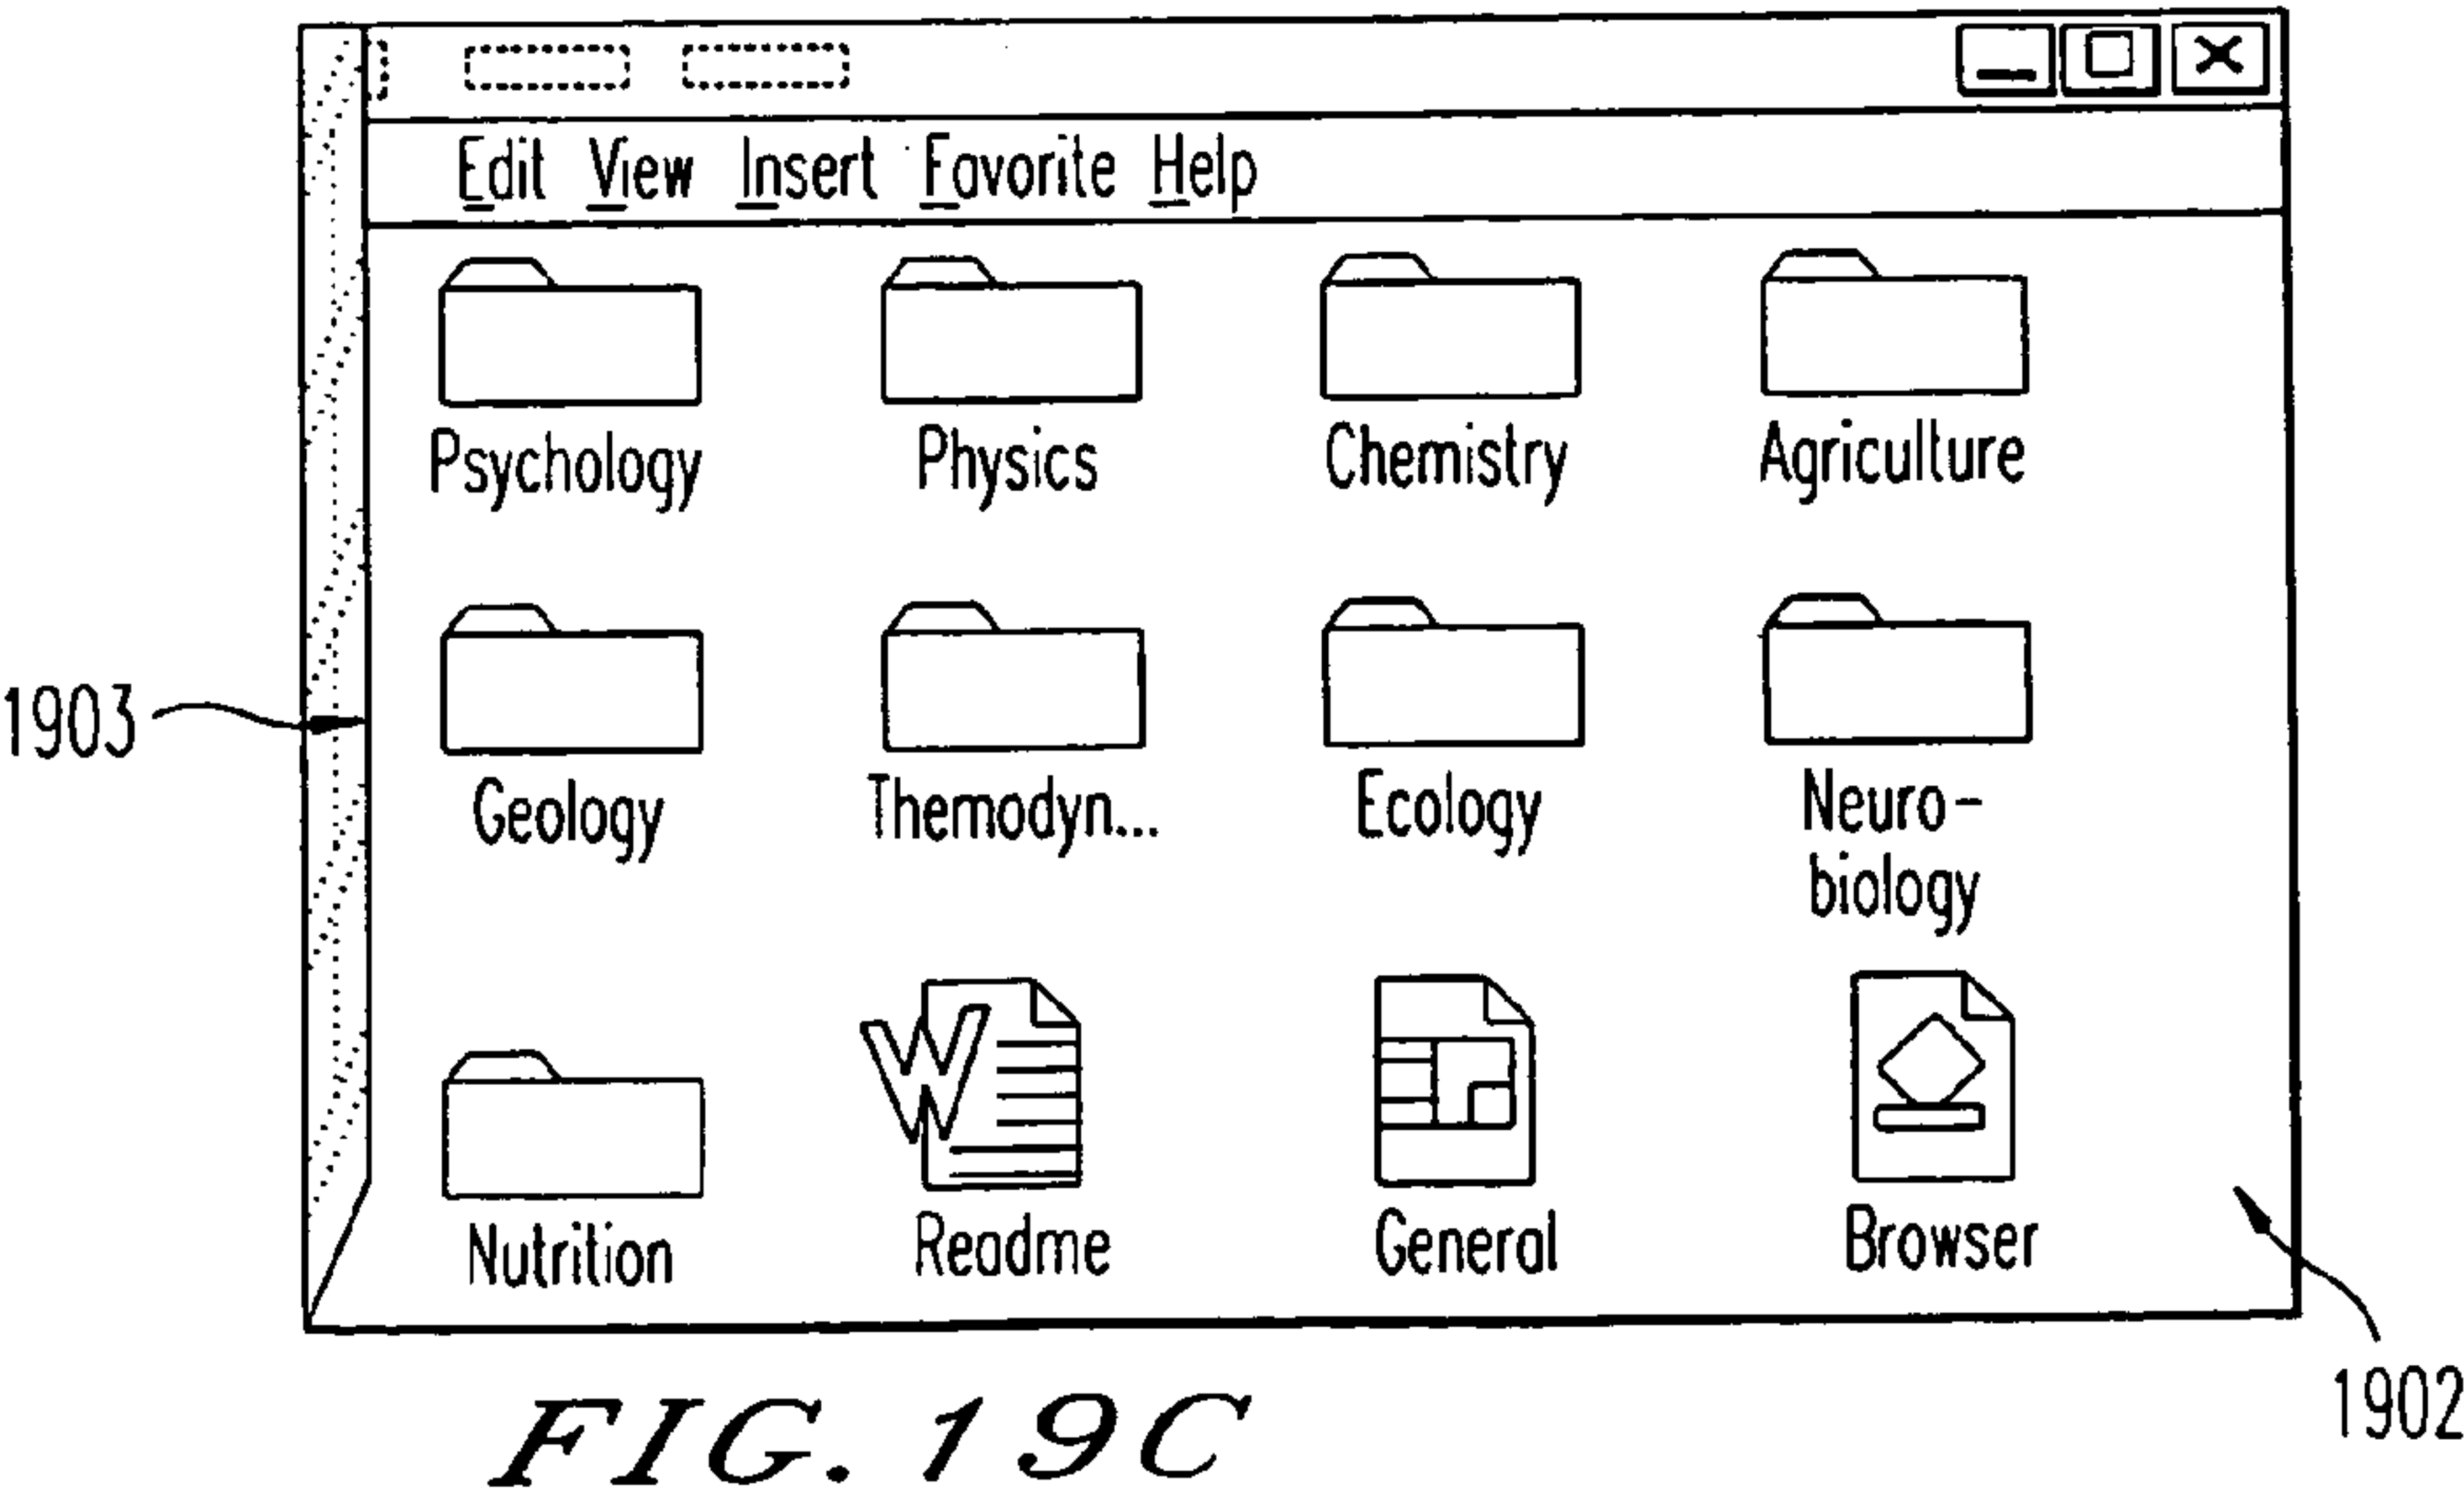 Edit View Insert Favorite Help
Psychology Physics Chemistry Agriculture
Geology Themodyn... Ecology Neuro-
biology
1903
W
Nutrition Readme General Browser
1902
FIG. 19C